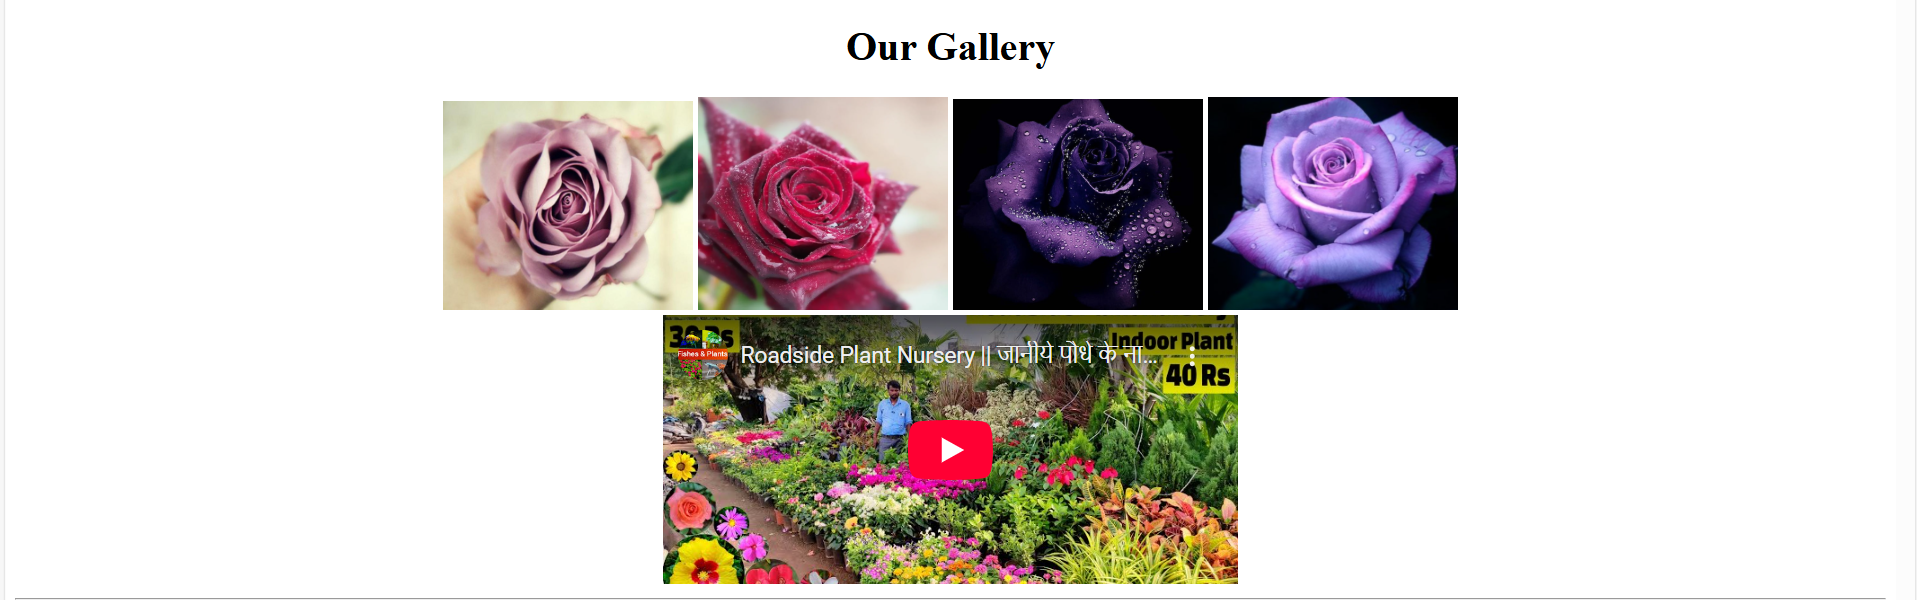 Our Gallery
30 Rs
Fishes & Plants
Roadside Plant Nursery || जानीये पौधे के ना...
Indoor Plant
40 Rs